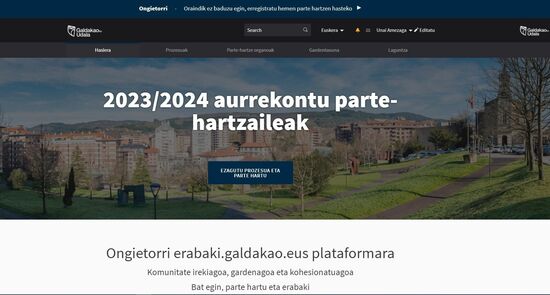 Ongietorri · Oraindik ez baduzu egin, erregistratu hemen parte hartzen hasteko
Galdakao
Udala
Search
Euskera
Unai Amezaga
Editatu
Galdakao
Udala
Hasiera
Prozesuak
Parte-hartze organoak
Gardentasuna
Laguntza
2023/2024 aurrekontu parte-
hartzaileak
EZAGUTU PROZESUA ETA
PARTE HARTU
Ongietorri erabaki.galdakao.eus plataformara
Komunitate irekiagoa, gardenagoa eta kohesionatuagoa
Bat egin, parte hartu eta erabaki